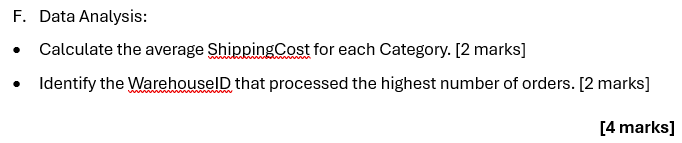 F. Data Analysis:
• Calculate the average ShippingCost for each Category. [2 marks]
• Identify the WarehouseID that processed the highest number of orders. [2 marks]
[4 marks]